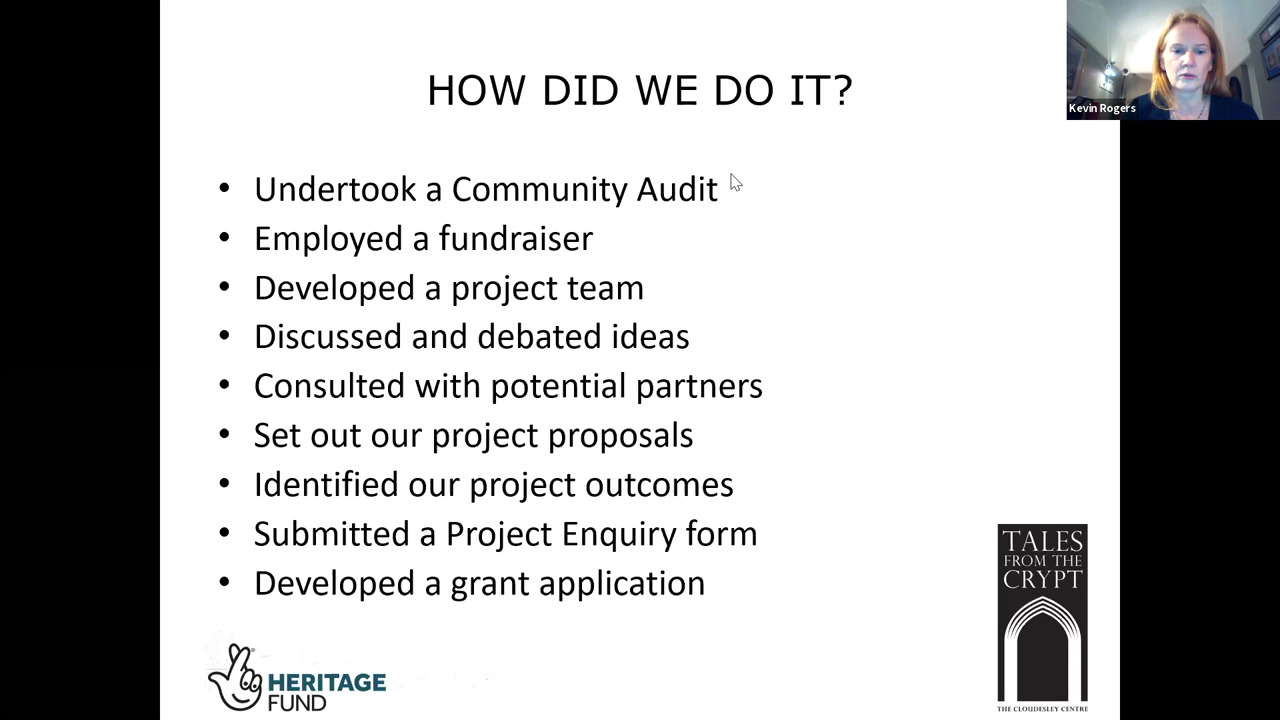 HOW DID WE DO IT?
Kevin Rogers
• Undertook a Community Audit
• Employed a fundraiser
• Developed a project team
• Discussed and debated ideas
• Consulted with potential partners
• Set out our project proposals
• Identified our project outcomes
• Submitted a Project Enquiry form
• Developed a grant application
TALES
FROM THE
CRYPT
THE CLOUDESLEY CENTRE
HERITAGE
FUND